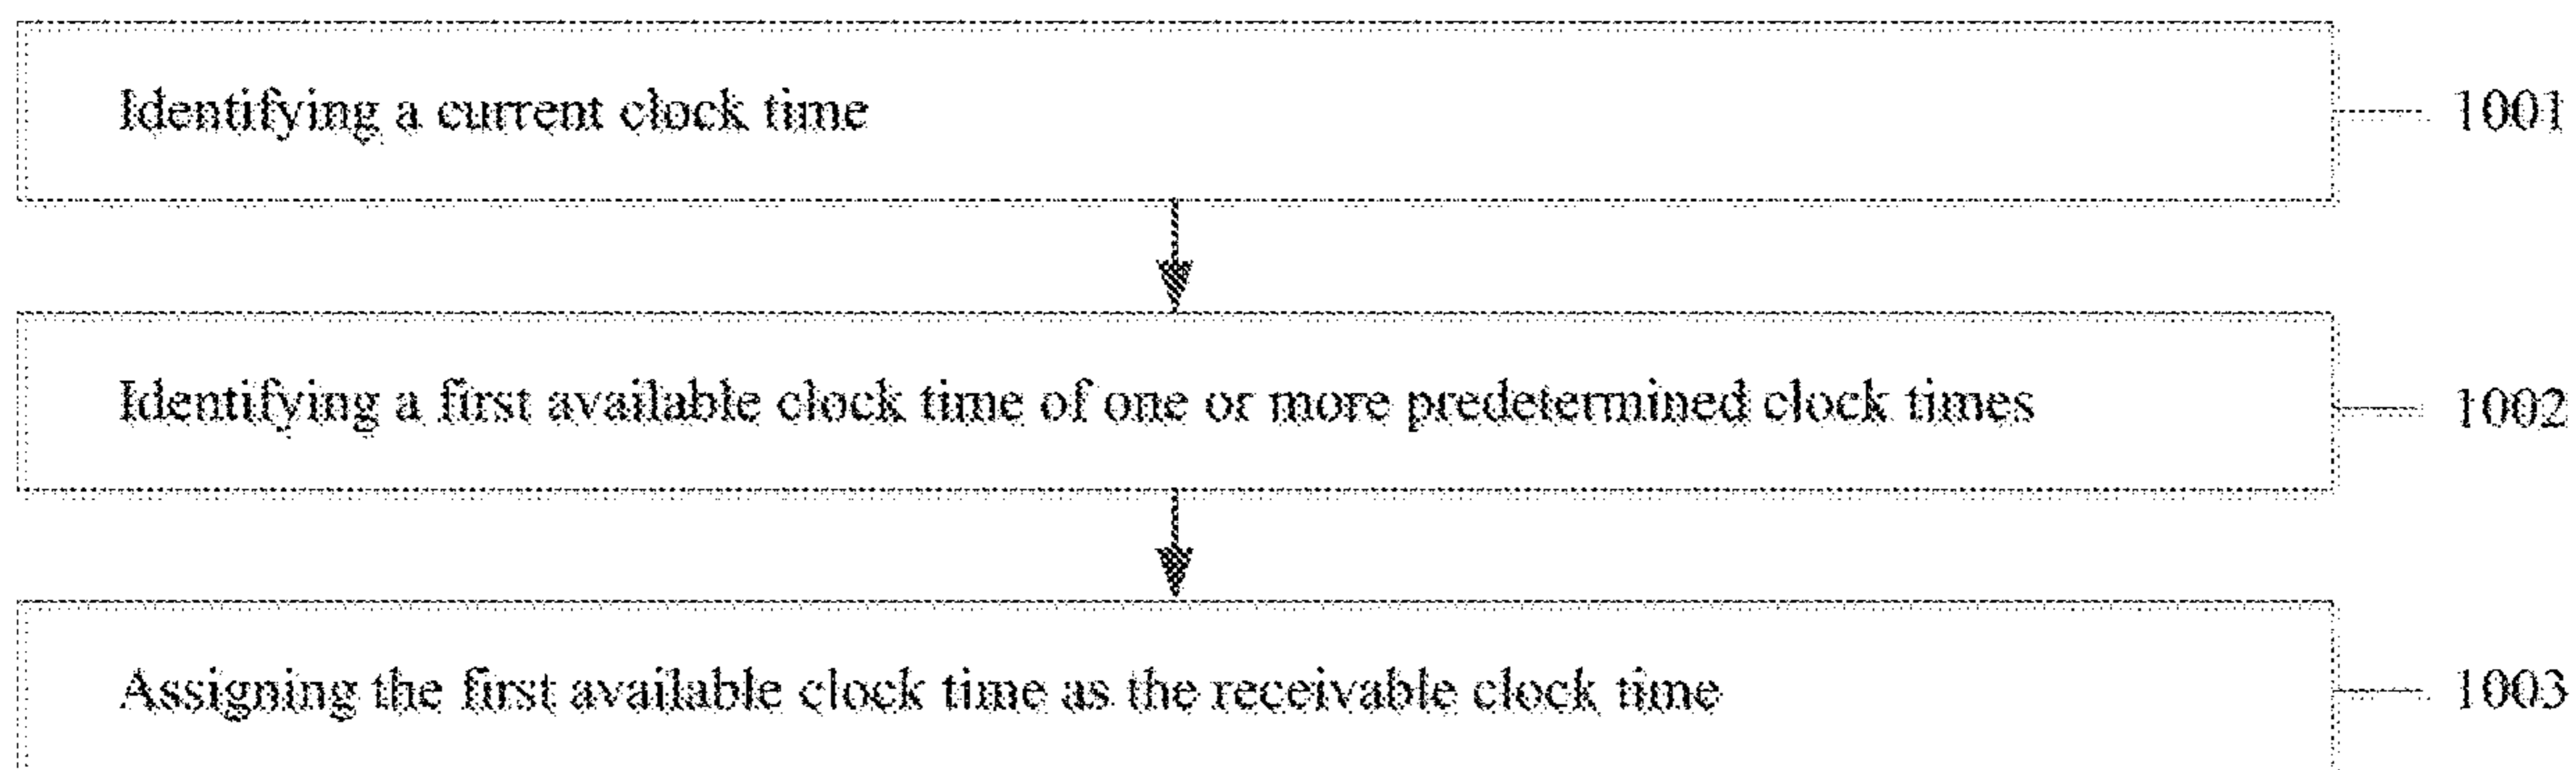 Identifying a current clock time
1001
Identifying a first available clock time of one or more predetermined clock times
1002
Assigning the first available clock time as the receivable clock time
1003